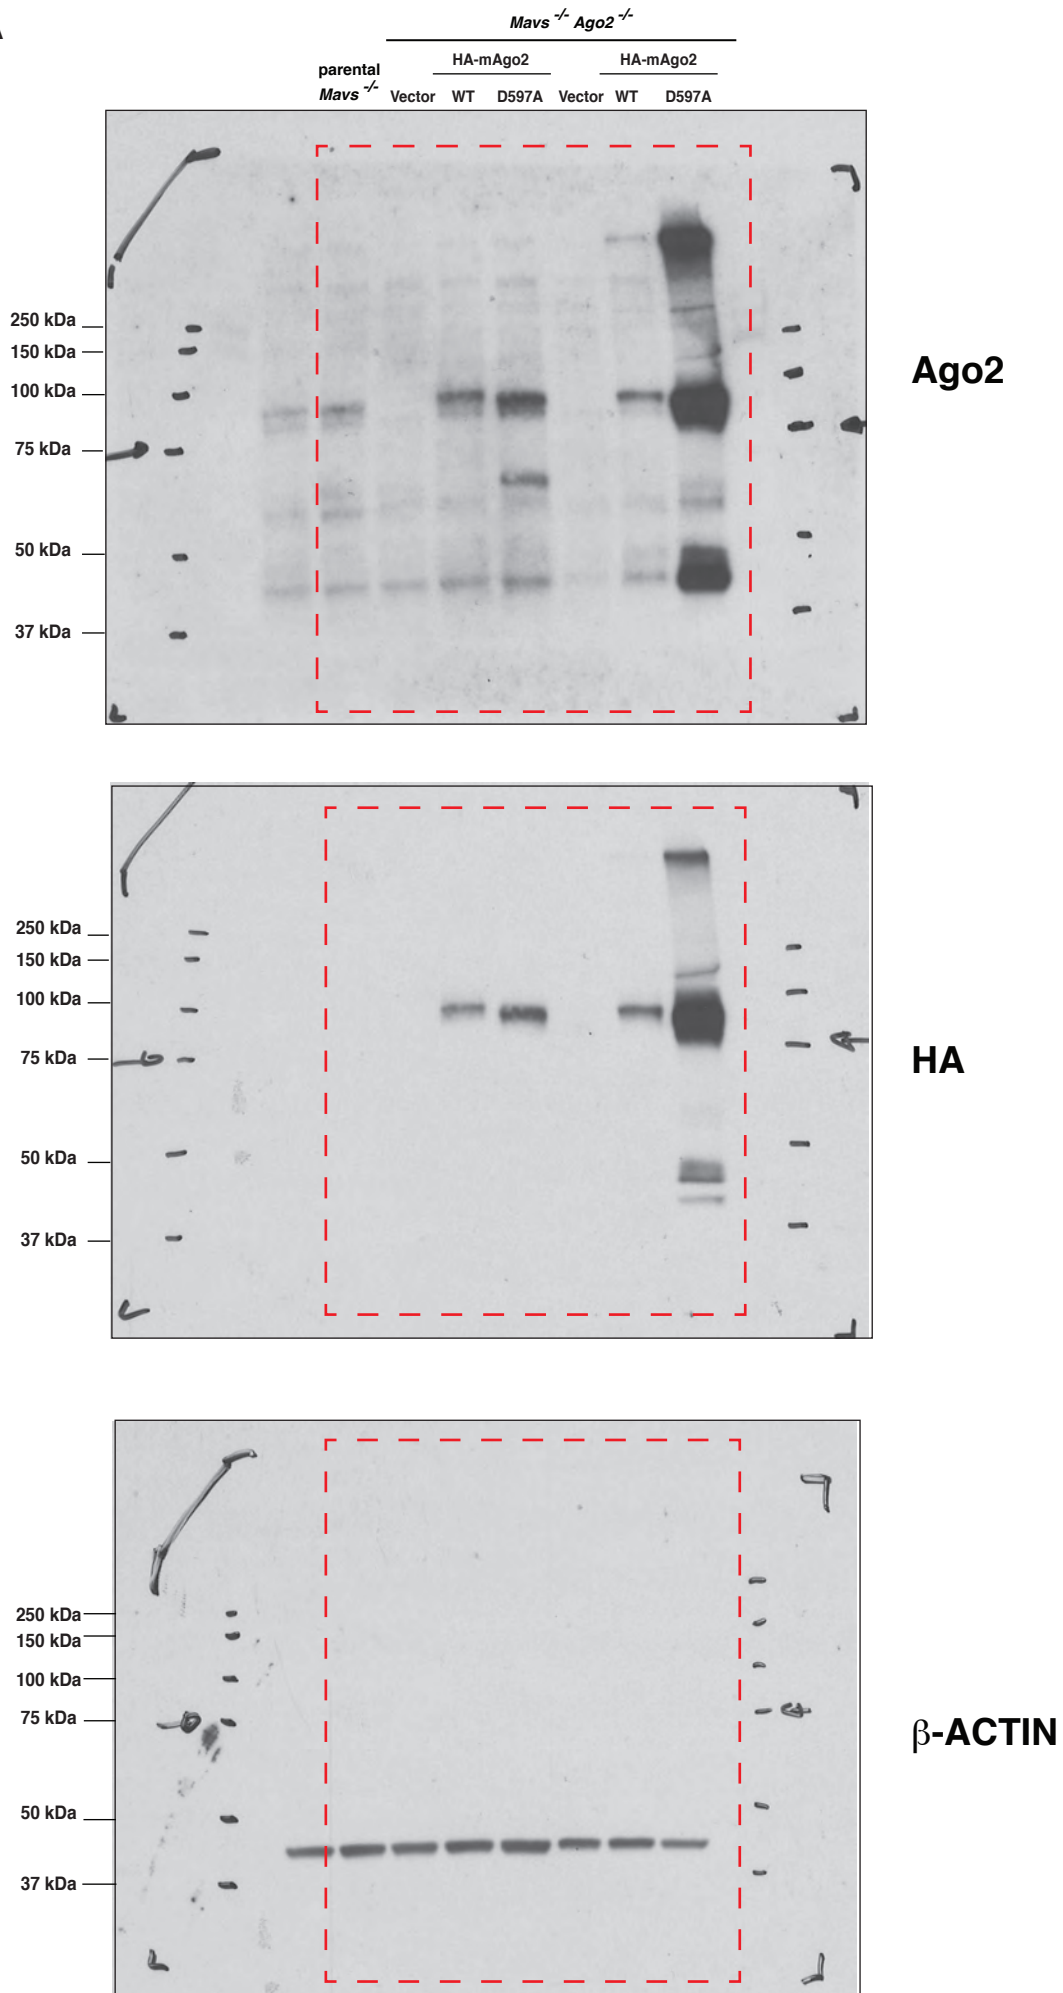 Mavs -/- Ago2 -/-
HA-mAgo2 HA-mAgo2
parental
Mavs -/- Vector WT D597A Vector WT D597A
250 kDa
150 kDa
100 kDa
75 kDa
50 kDa
37 kDa
Ago2
250 kDa
150 kDa
100 kDa
75 kDa
50 kDa
37 kDa
HA
250 kDa
150 kDa
100 kDa
75 kDa
50 kDa
37 kDa
β-ACTIN